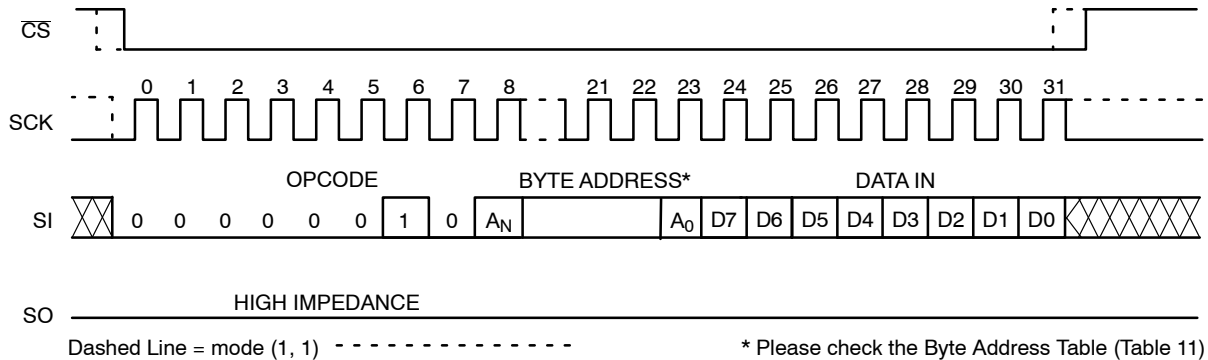 CS
0 1 2 3 4 5 6 7 8 21 22 23 24 25 26 27 28 29 30 31
SCK
OPCODE BYTE ADDRESS* DATA IN
SI 0 0 0 0 0 0 1 0 AN A0 D7 D6 D5 D4 D3 D2 D1 D0
HIGH IMPEDANCE
SO
Dashed Line = mode (1, 1) - - - - - - - - - - - - - - - * Please check the Byte Address Table (Table 11)